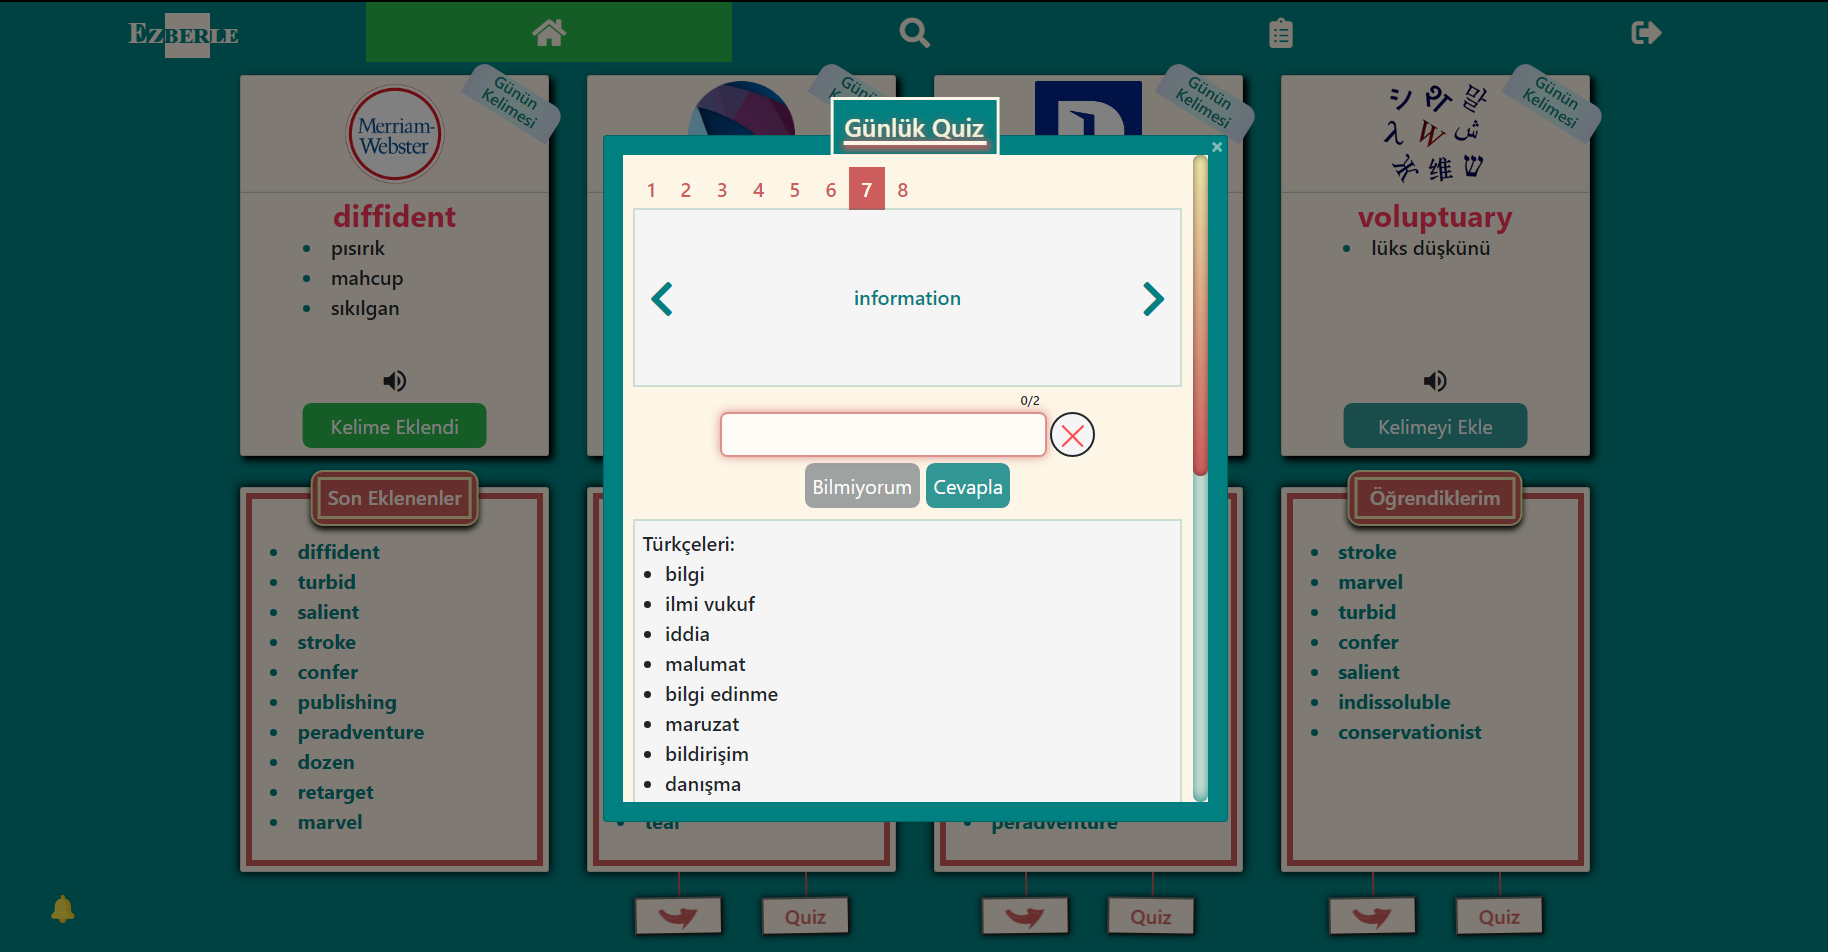 EZBERLE
Günün
Kelimesi
Merriam-
Webster
diffident
pısırık
mahcup
sıkılgan
Kelime Eklendi
Günün
Kelimesi
シ
말
λ
W
ش
维
ש
voluptuary
lüks düşkünü
Kelimeyi Ekle
Günün
Kelimesi
Günlük Quiz
×
1 2 3 4 5 6 7 8
information
0/2
Bilmiyorum
Cevapla
Türkçeleri:
bilgi
ilmi vukuf
iddia
malumat
bilgi edinme
maruzat
bildirişim
danışma
Son Eklenenler
diffident
turbid
salient
stroke
confer
publishing
peradventure
dozen
retarget
marvel
teal
peradventure
Öğrendiklerim
stroke
marvel
turbid
confer
salient
indissoluble
conservationist
Quiz
Quiz
Quiz